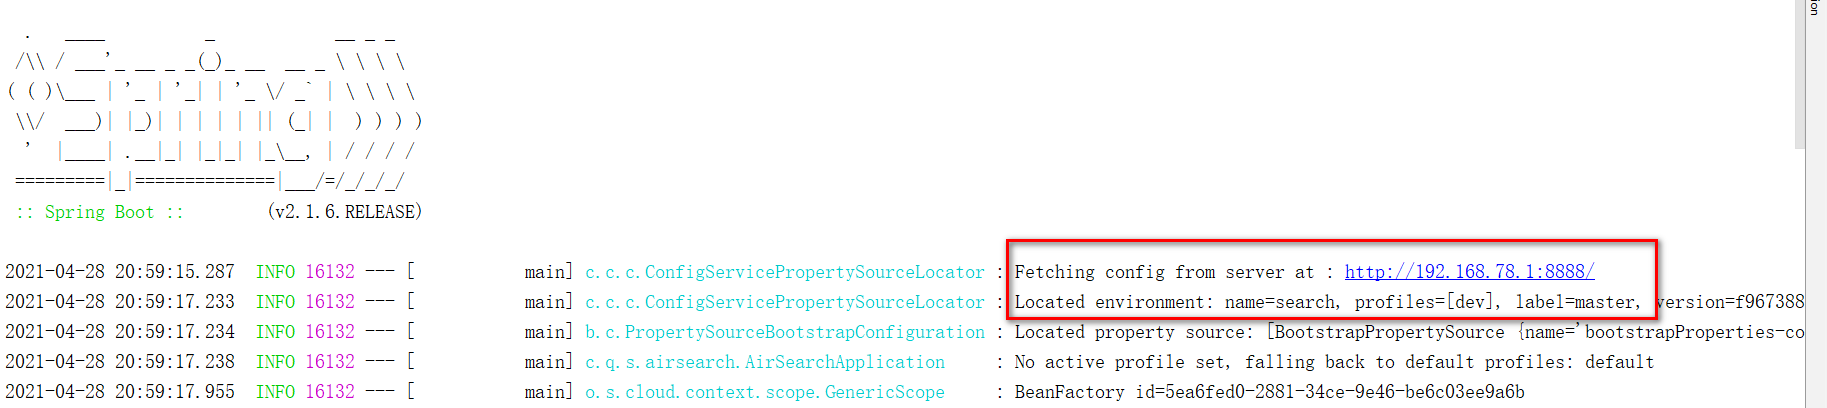 .   ____          _            __ _ _
 /\\ / ___'_ __ _ _(_)_ __  __ _ \ \ \ \
( ( )\___ | '_ | '_| | '_ \/ _` | \ \ \ \
 \\/  ___)| |_)| | | | | || (_| |  ) ) ) )
  '  |____| .__|_| |_|_| |_\__, | / / / /
 =========|_|==============|___/=/_/_/_/
 :: Spring Boot ::        (v2.1.6.RELEASE)
2021-04-28 20:59:15.287  INFO 16132 --- [           main] c.c.c.ConfigServicePropertySourceLocator : Fetching config from server at : http://192.168.78.1:8888/
2021-04-28 20:59:17.233  INFO 16132 --- [           main] c.c.c.ConfigServicePropertySourceLocator : Located environment: name=search, profiles=[dev], label=master, version=f967388
2021-04-28 20:59:17.234  INFO 16132 --- [           main] b.c.PropertySourceBootstrapConfiguration : Located property source: [BootstrapPropertySource {name='bootstrapProperties-co
2021-04-28 20:59:17.238  INFO 16132 --- [           main] c.q.s.airsearch.AirSearchApplication     : No active profile set, falling back to default profiles: default
2021-04-28 20:59:17.955  INFO 16132 --- [           main] o.s.cloud.context.scope.GenericScope     : BeanFactory id=5ea6fed0-2881-34ce-9e46-be6c03ee9a6b
ion